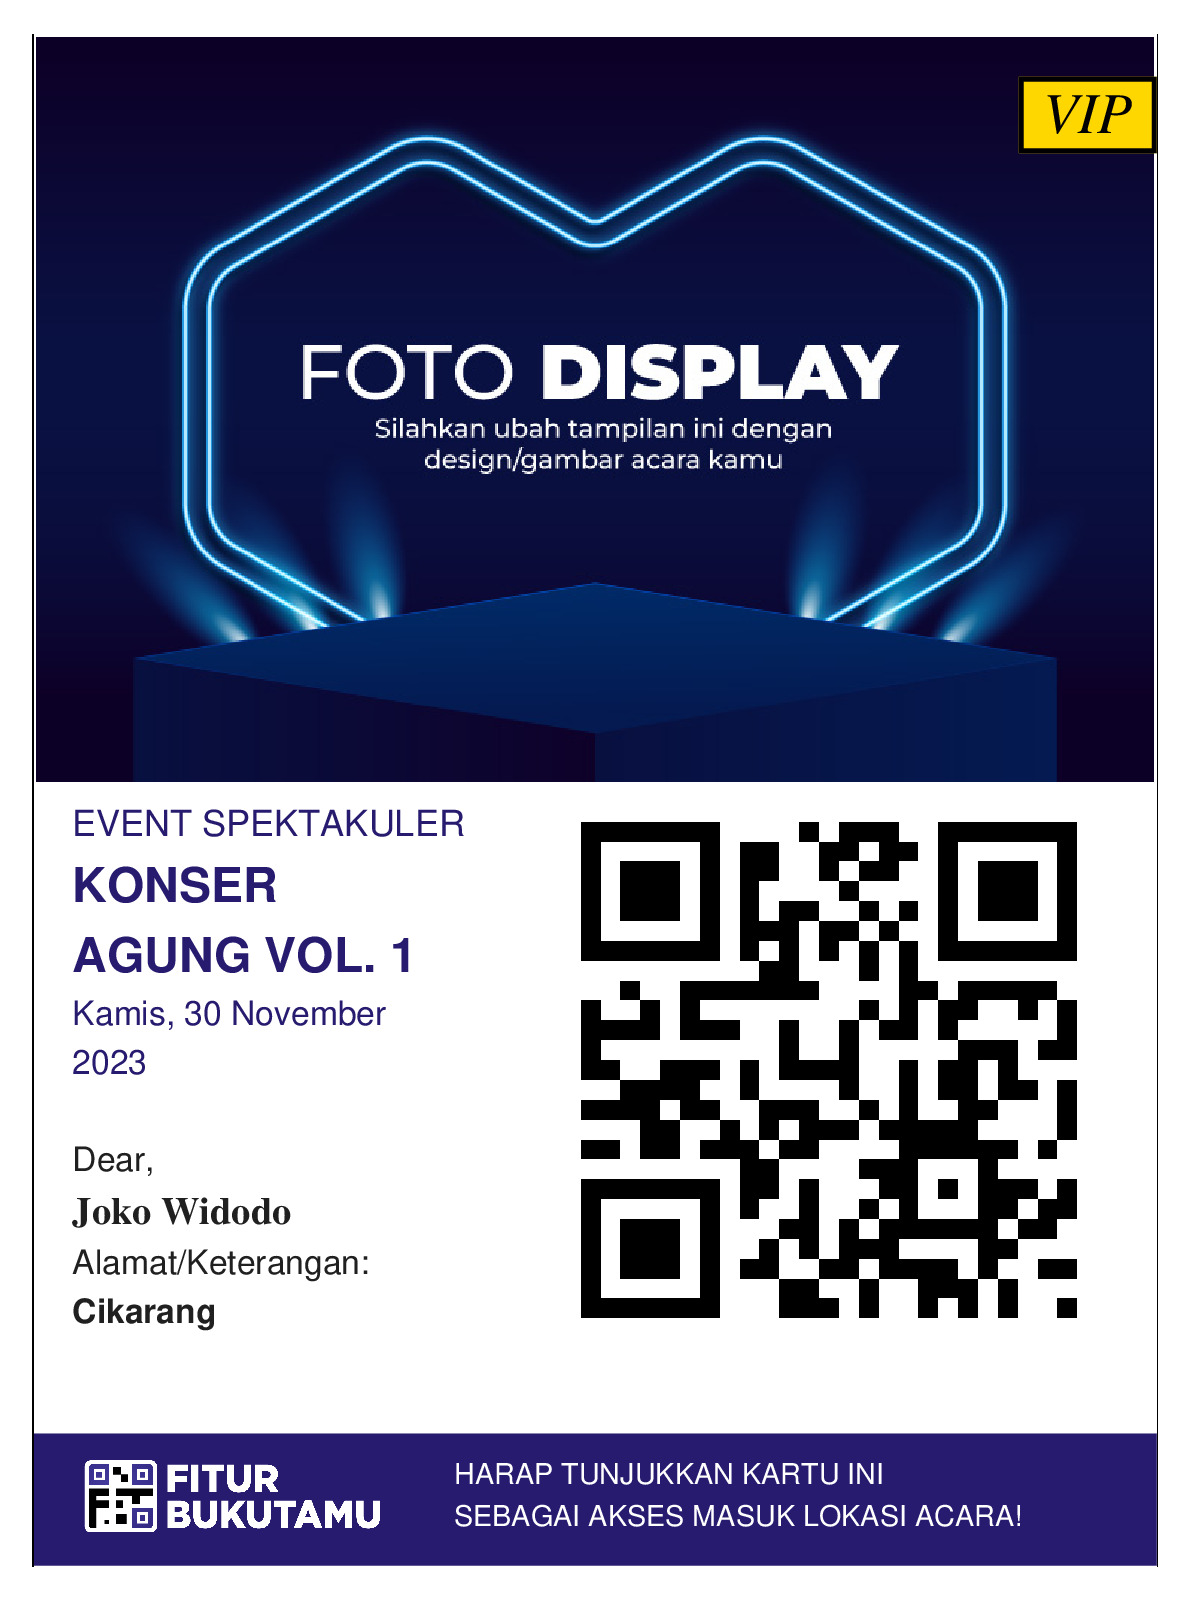 VIP
FOTO DISPLAY
Silahkan ubah tampilan ini dengan
design/gambar acara kamu
EVENT SPEKTAKULER
KONSER
AGUNG VOL. 1
Kamis, 30 November
2023
Dear,
Joko Widodo
Alamat/Keterangan:
Cikarang
FITUR
BUKUTAMU
HARAP TUNJUKKAN KARTU INI
SEBAGAI AKSES MASUK LOKASI ACARA!